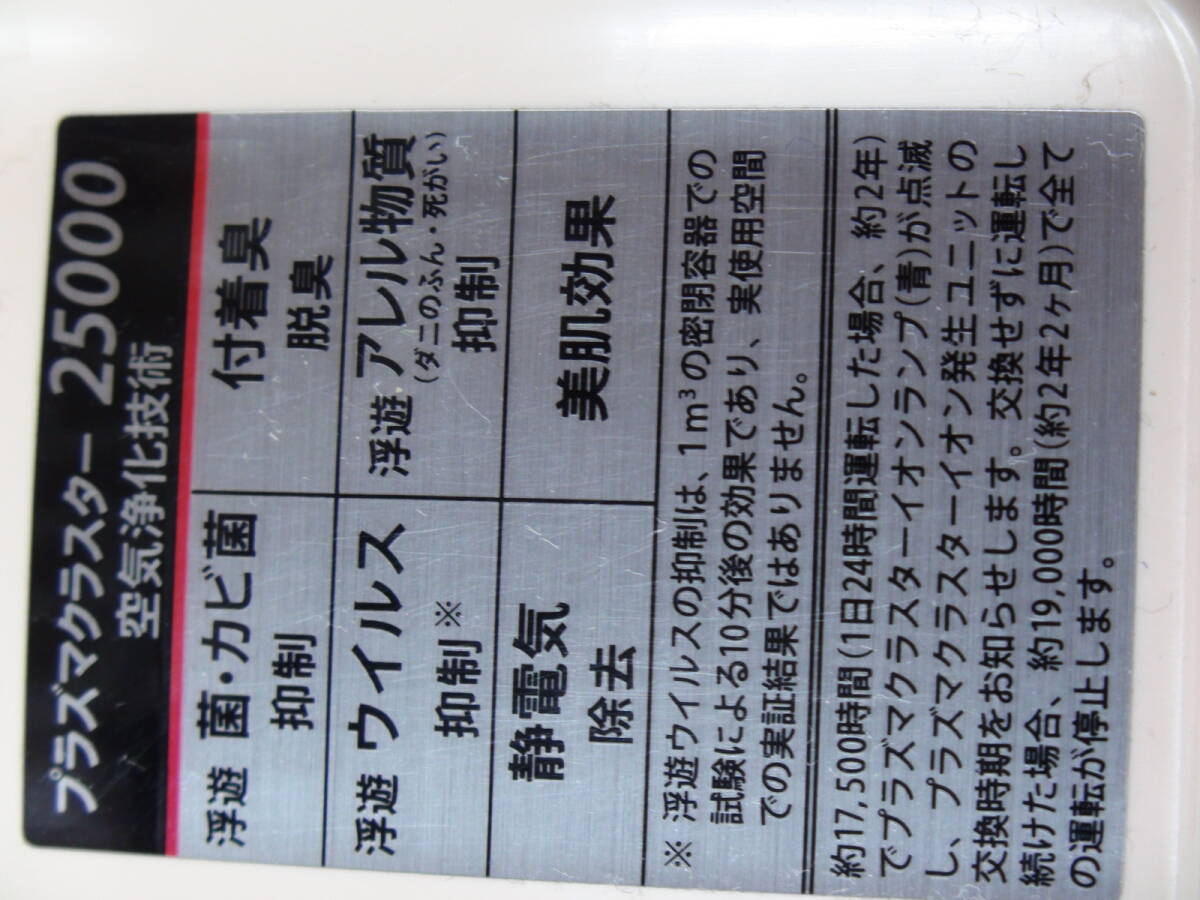 プラズマクラスター 25000
空気浄化技術
浮遊 菌・カビ菌
抑制
付着臭
脱臭
浮遊 ウイルス
抑制※
浮遊 アレル物質
(ダニのふん・死がい)
抑制
静電気
除去
美肌効果
※ 浮遊ウイルスの抑制は、1m³の密閉容器での
試験による10分後の効果であり、実使用空間
での実証結果ではありません。
約17,500時間(1日24時間運転した場合、約2年)
でプラズマクラスターイオンランプ(青)が点滅
し、プラズマクラスターイオン発生ユニットの
交換時期をお知らせします。交換せずに運転し
続けた場合、約19,000時間(約2年2ヶ月)で全て
の運転が停止します。